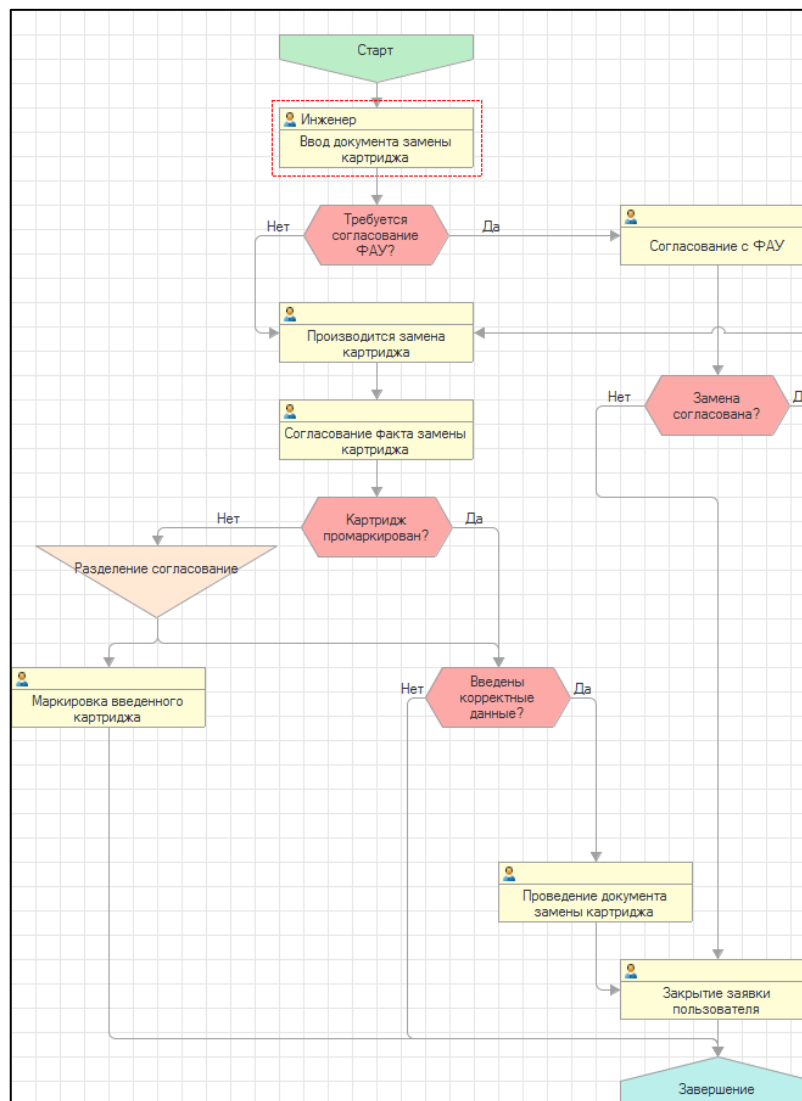 Старт
Инженер
Ввод документа замены
картриджа
Требуется
согласование
ФАУ?
Нет
Да
Согласование с ФАУ
Производится замена
картриджа
Замена
согласована?
Нет
Согласование факта замены
картриджа
Картридж
промаркирован?
Нет
Да
Разделение согласование
Маркировка введенного
картриджа
Введены
корректные
данные?
Нет
Да
Проведение документа
замены картриджа
Закрытие заявки
пользователя
Завершение